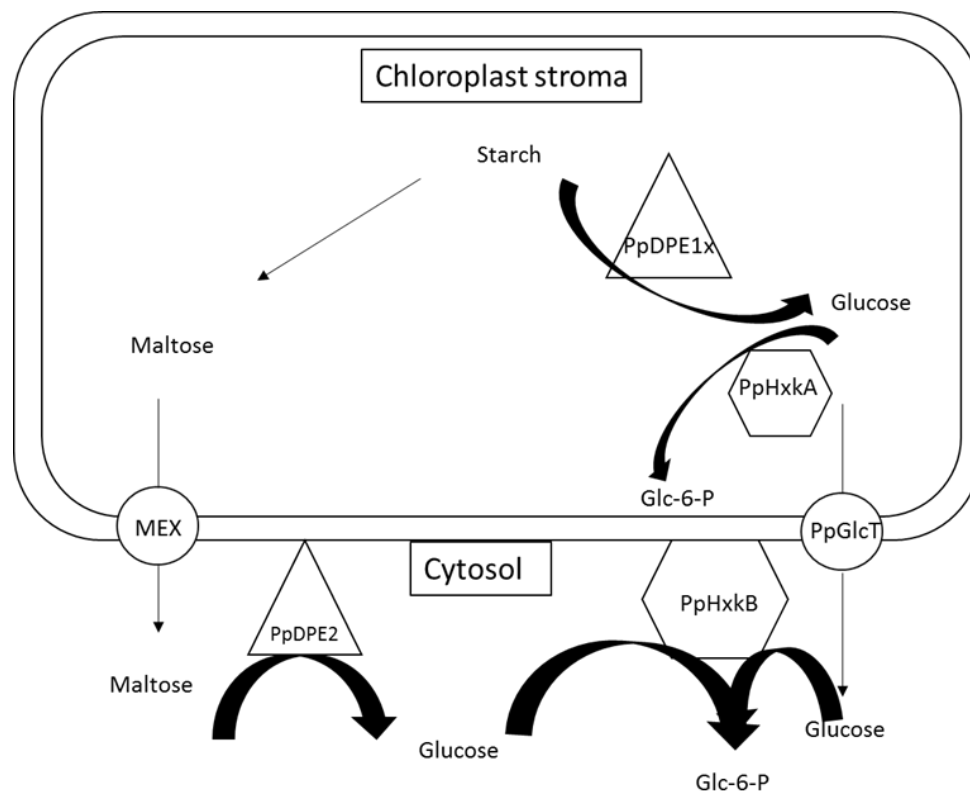 Chloroplast stroma
Starch
PpDPE1x
Glucose
Maltose
PpHxkA
Glc-6-P
MEX
PpGlcT
Cytosol
PpHxkB
PpDPE2
Maltose
Glucose
Glucose
Glc-6-P